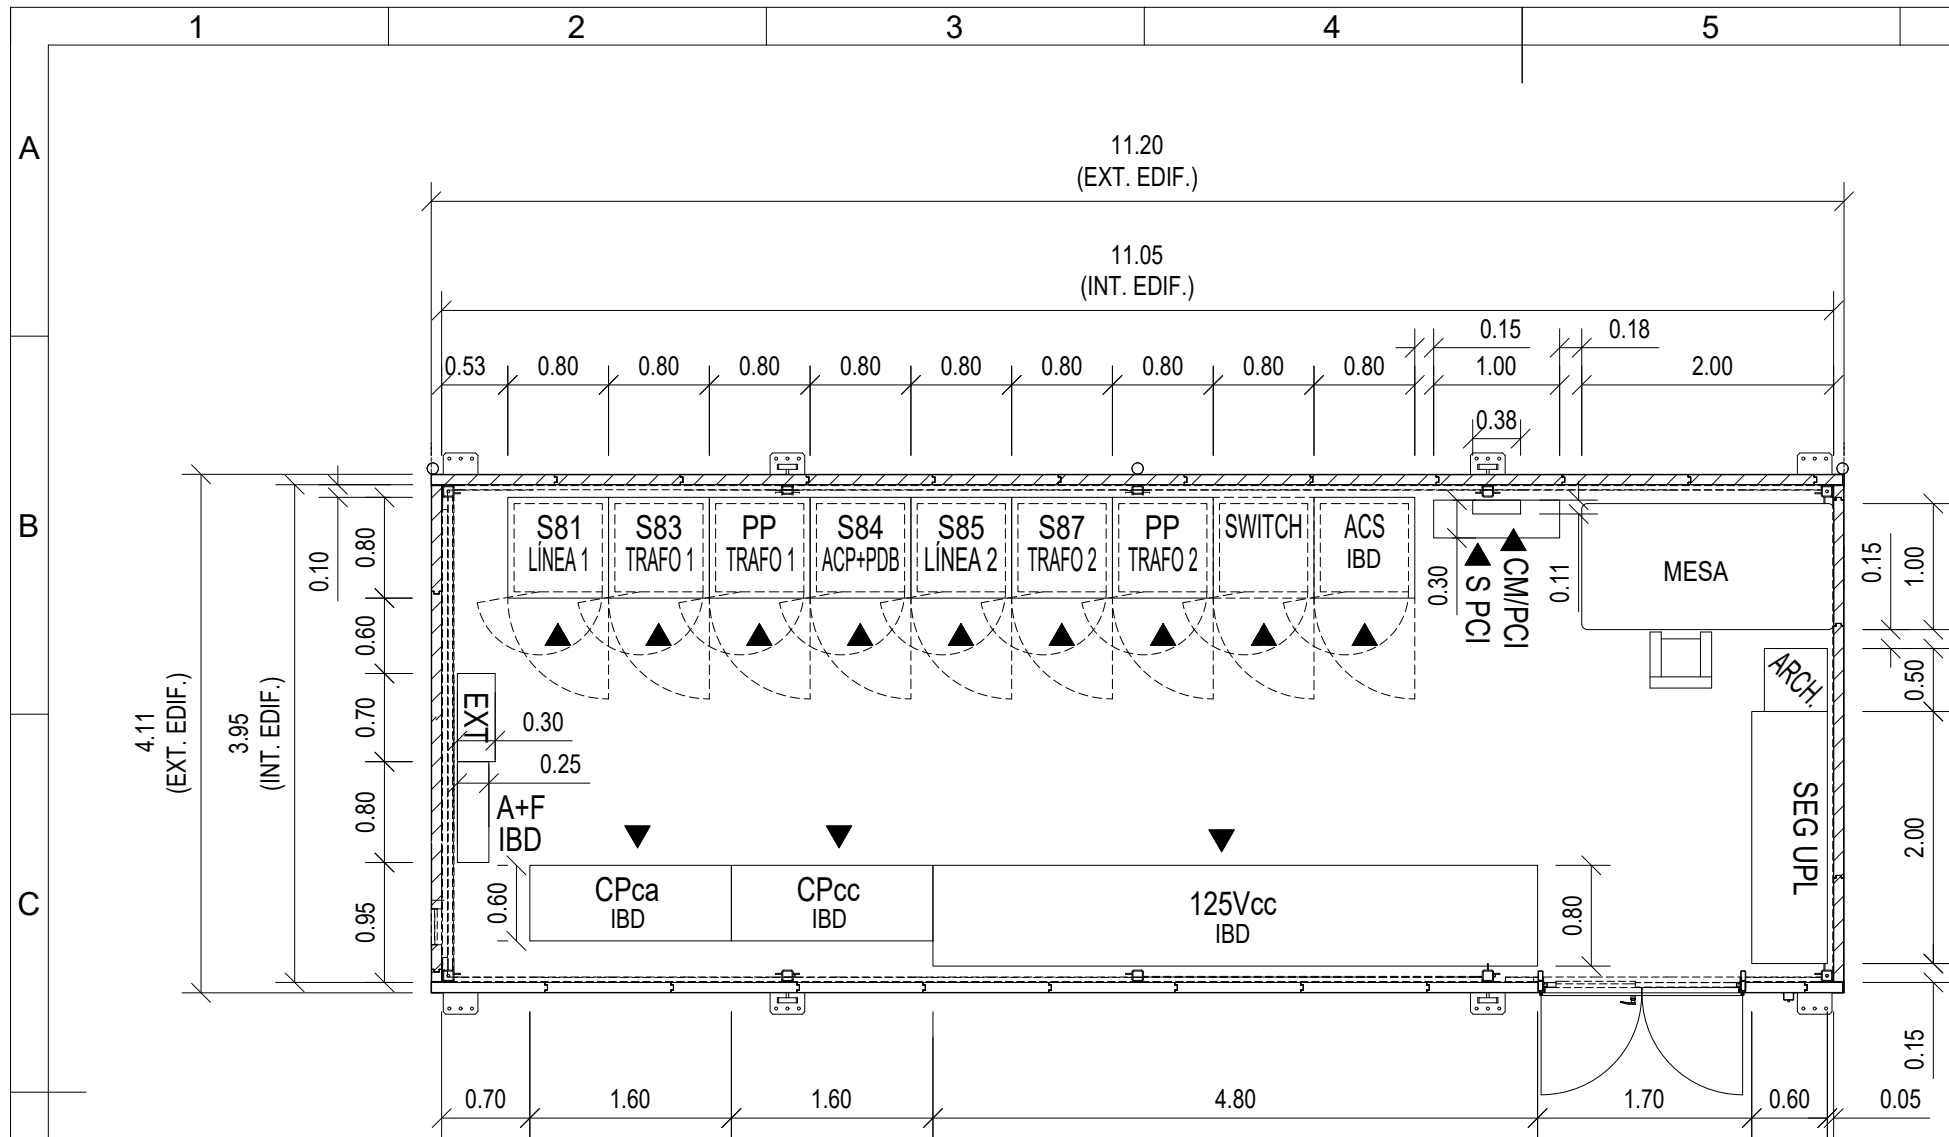 1 2 3 4 5
A
11.20
(EXT. EDIF.)
11.05
(INT. EDIF.)
0.15 0.18
0.53 0.80 0.80 0.80 0.80 0.80 0.80 0.80 0.80 0.80 1.00 2.00
0.38
B
S81
LÍNEA 1
S83
TRAFO 1
PP
TRAFO 1
S84
ACP+PDB
S85
LÍNEA 2
S87
TRAFO 2
PP
TRAFO 2
SWITCH
ACS
IBD
S PCI
CM/PCI
MESA
ARCH.
SEG UPL
0.30
0.11
0.15
1.00
0.50
2.00
0.15
0.10
0.80
0.60
0.70
0.80
0.95
4.11
(EXT. EDIF.)
3.95
(INT. EDIF.)
EXT
0.30
0.25
A+F
IBD
C
0.60
CPca
IBD
CPcc
IBD
125Vcc
IBD
0.80
0.70 1.60 1.60 4.80 1.70 0.60 0.05